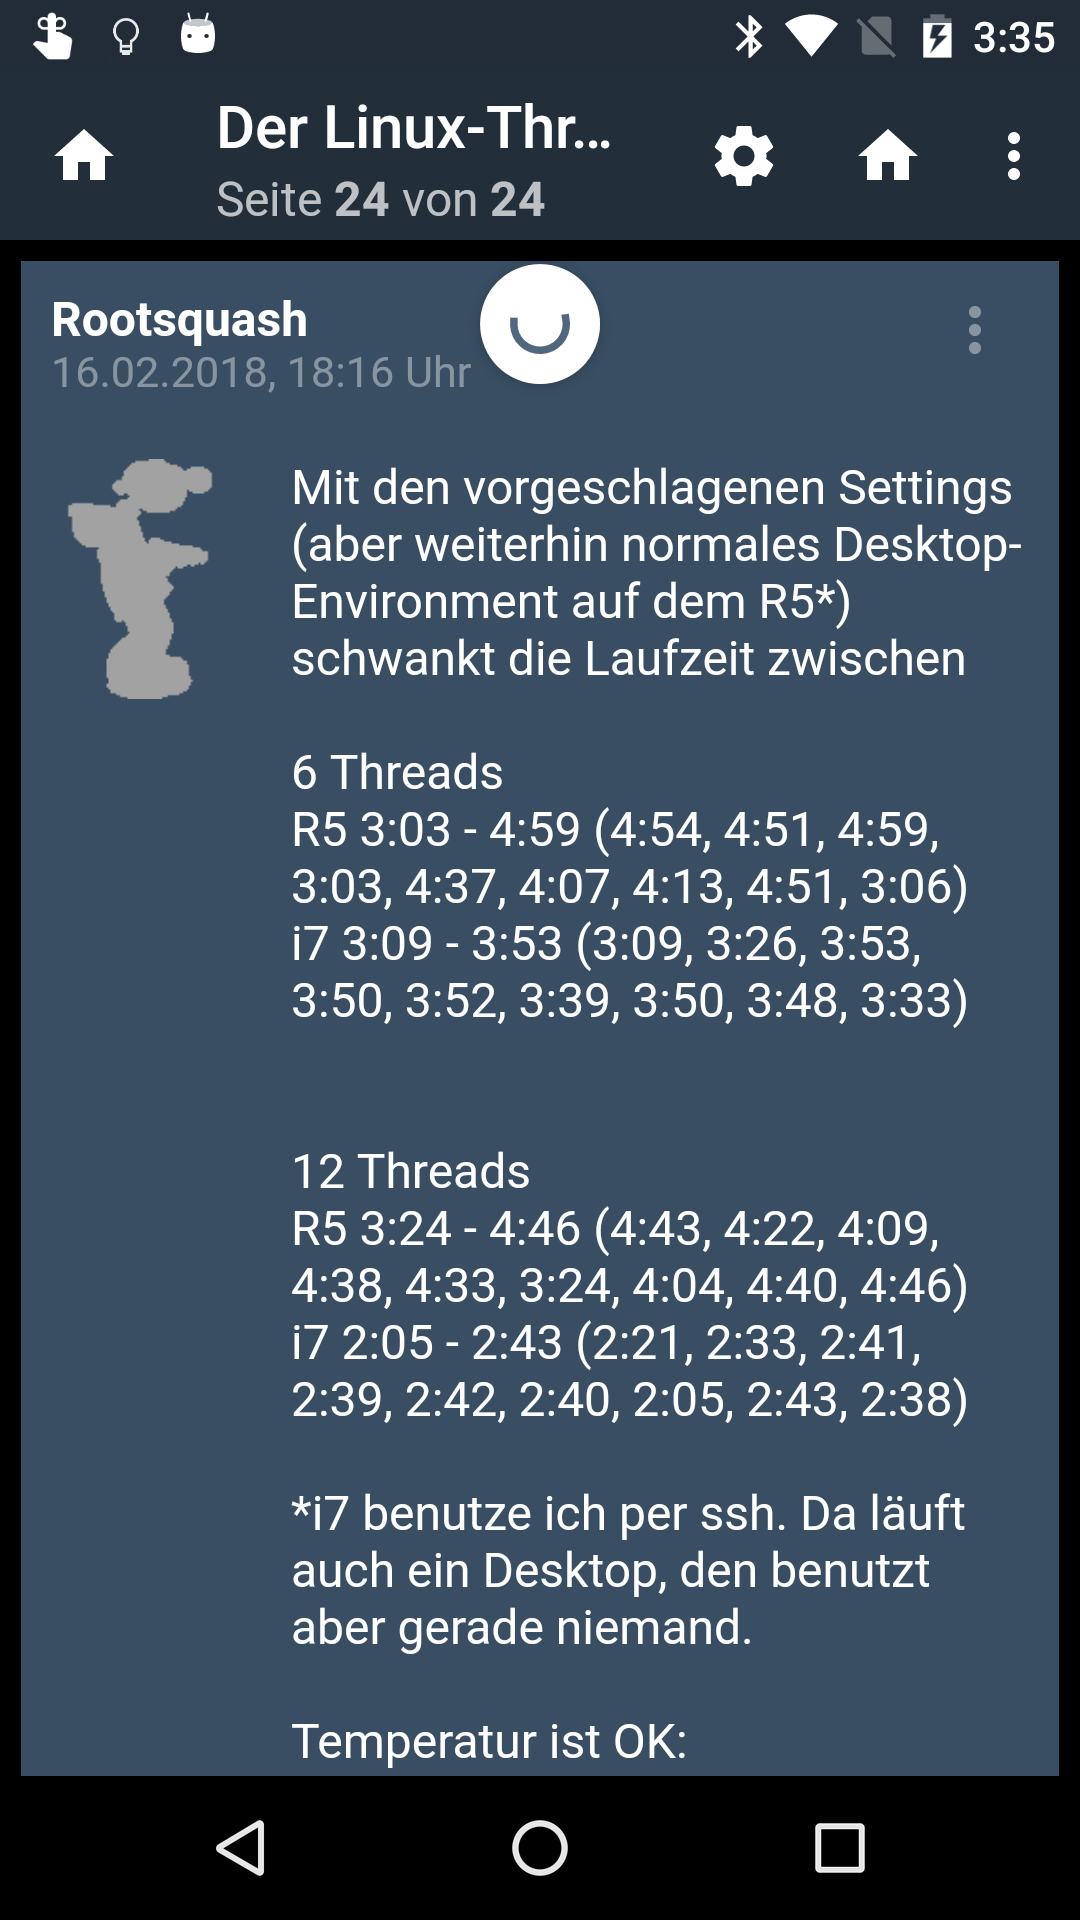 3:35
Der Linux-Thr...
Seite 24 von 24
Rootsquash
16.02.2018, 18:16 Uhr
Mit den vorgeschlagenen Settings
(aber weiterhin normales Desktop-
Environment auf dem R5*)
schwankt die Laufzeit zwischen
6 Threads
R5 3:03 - 4:59 (4:54, 4:51, 4:59,
3:03, 4:37, 4:07, 4:13, 4:51, 3:06)
i7 3:09 - 3:53 (3:09, 3:26, 3:53,
3:50, 3:52, 3:39, 3:50, 3:48, 3:33)
12 Threads
R5 3:24 - 4:46 (4:43, 4:22, 4:09,
4:38, 4:33, 3:24, 4:04, 4:40, 4:46)
i7 2:05 - 2:43 (2:21, 2:33, 2:41,
2:39, 2:42, 2:40, 2:05, 2:43, 2:38)
*i7 benutze ich per ssh. Da läuft
auch ein Desktop, den benutzt
aber gerade niemand.
Temperatur ist OK: